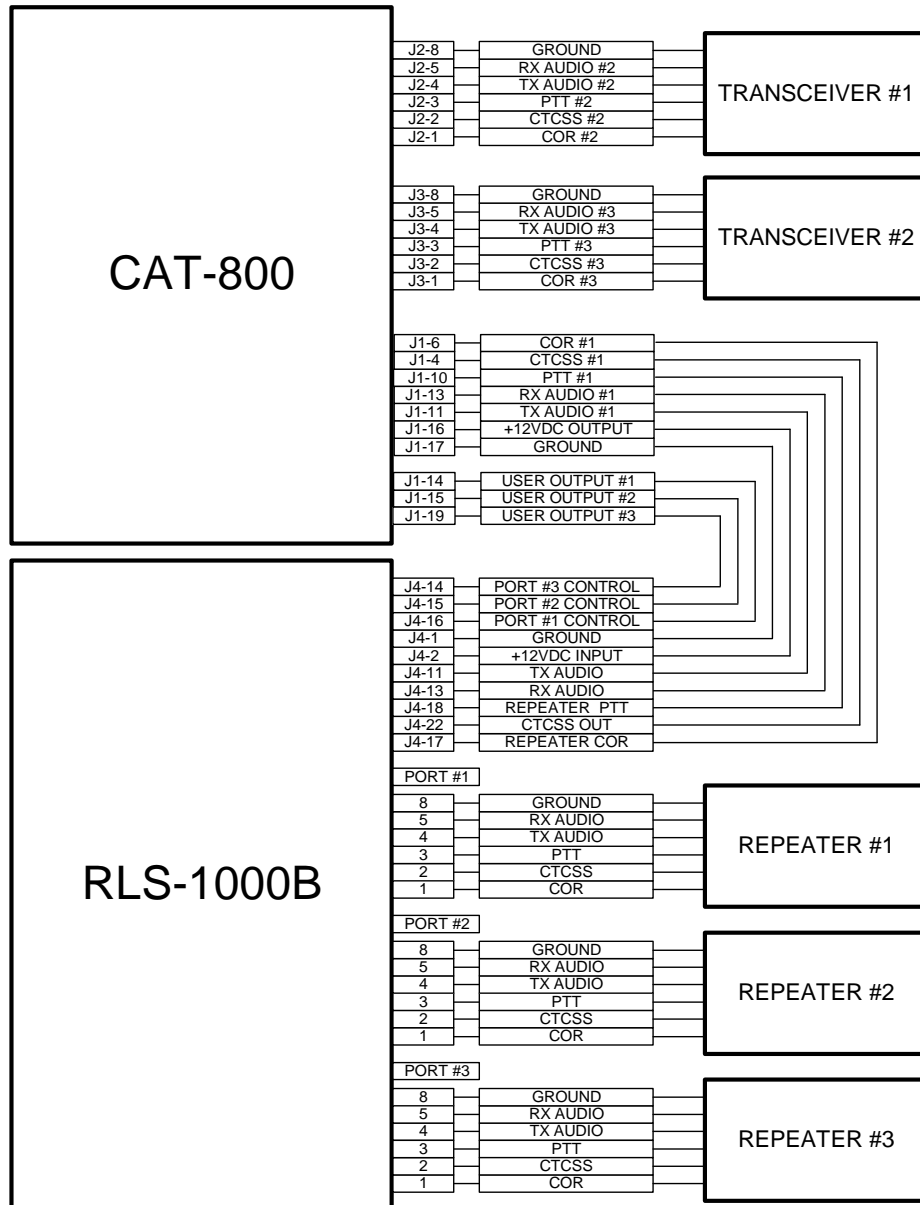 CAT-800
J2-8 GROUND
J2-5 RX AUDIO #2
J2-4 TX AUDIO #2
J2-3 PTT #2
J2-2 CTCSS #2
J2-1 COR #2
TRANSCEIVER #1
J3-8 GROUND
J3-5 RX AUDIO #3
J3-4 TX AUDIO #3
J3-3 PTT #3
J3-2 CTCSS #3
J3-1 COR #3
TRANSCEIVER #2
J1-6 COR #1
J1-4 CTCSS #1
J1-10 PTT #1
J1-13 RX AUDIO #1
J1-11 TX AUDIO #1
J1-16 +12VDC OUTPUT
J1-17 GROUND
J1-14 USER OUTPUT #1
J1-15 USER OUTPUT #2
J1-19 USER OUTPUT #3
RLS-1000B
J4-14 PORT #3 CONTROL
J4-15 PORT #2 CONTROL
J4-16 PORT #1 CONTROL
J4-1 GROUND
J4-2 +12VDC INPUT
J4-11 TX AUDIO
J4-13 RX AUDIO
J4-18 REPEATER PTT
J4-22 CTCSS OUT
J4-17 REPEATER COR
PORT #1
8 GROUND
5 RX AUDIO
4 TX AUDIO
3 PTT
2 CTCSS
1 COR
REPEATER #1
PORT #2
8 GROUND
5 RX AUDIO
4 TX AUDIO
3 PTT
2 CTCSS
1 COR
REPEATER #2
PORT #3
8 GROUND
5 RX AUDIO
4 TX AUDIO
3 PTT
2 CTCSS
1 COR
REPEATER #3